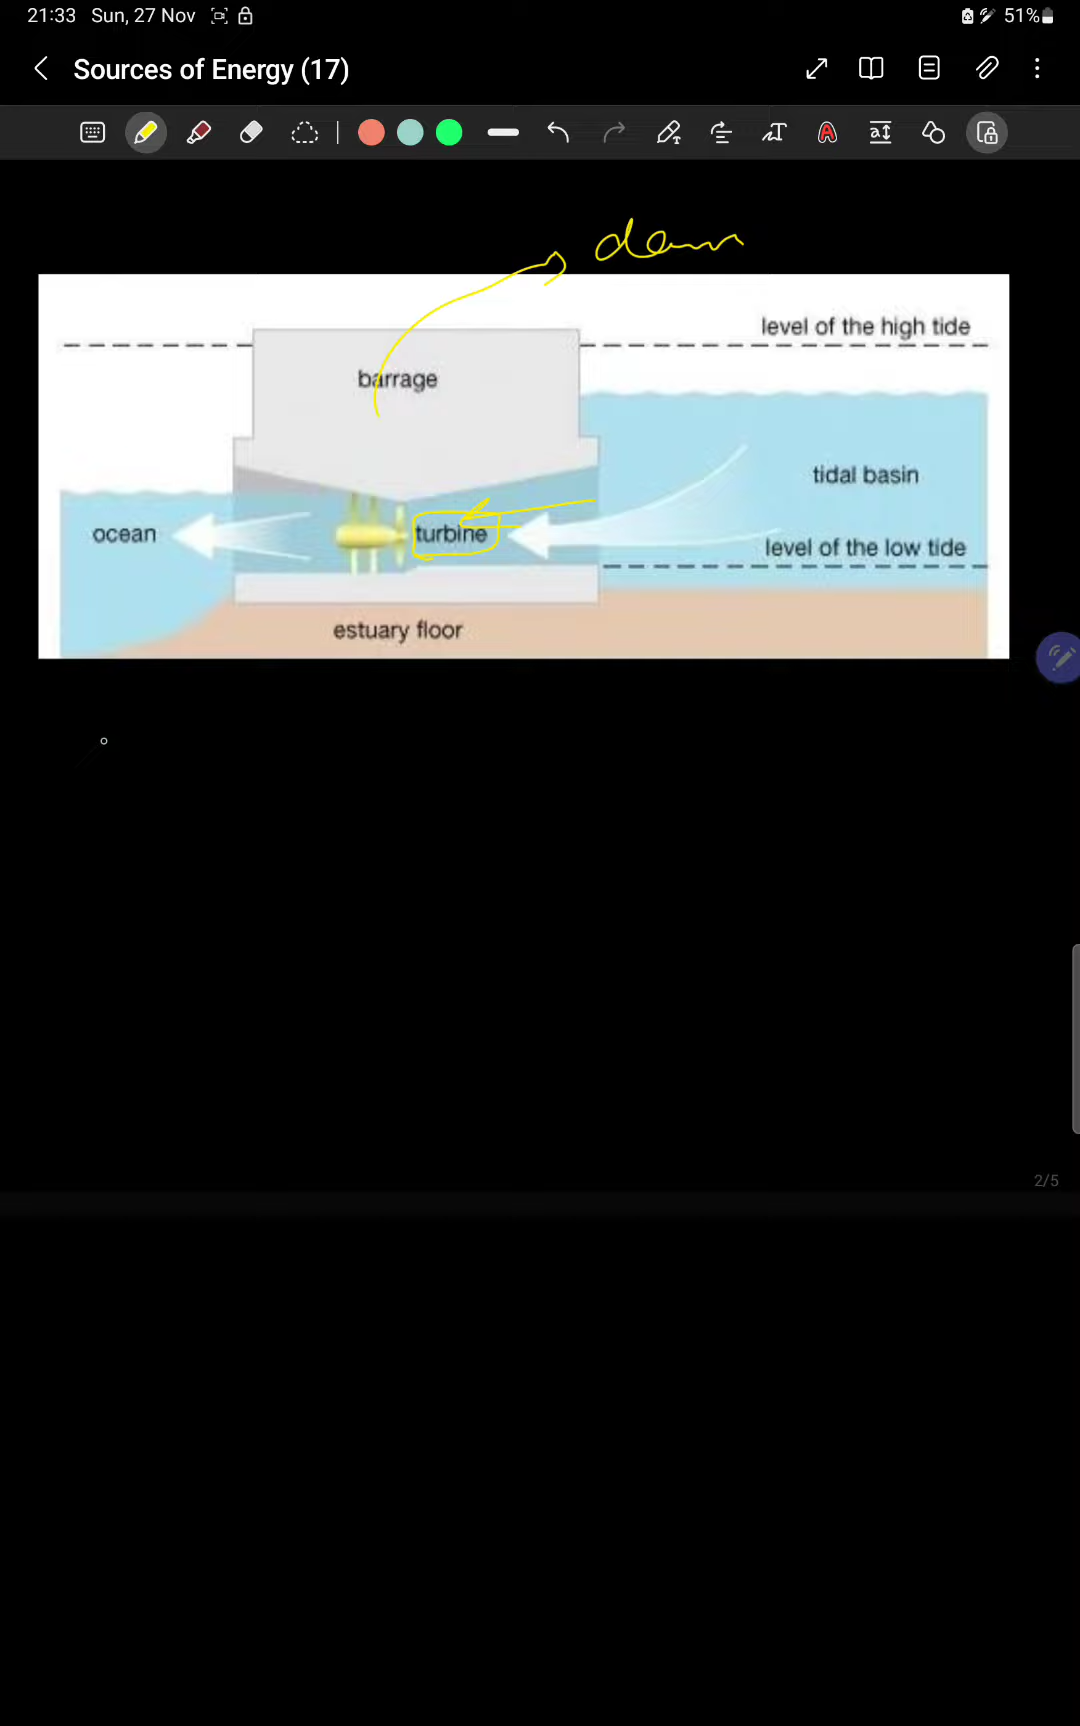 21:33 Sun, 27 Nov
51%
Sources of Energy (17)
dam
level of the high tide
barrage
tidal basin
ocean
turbine
level of the low tide
estuary floor
2/5